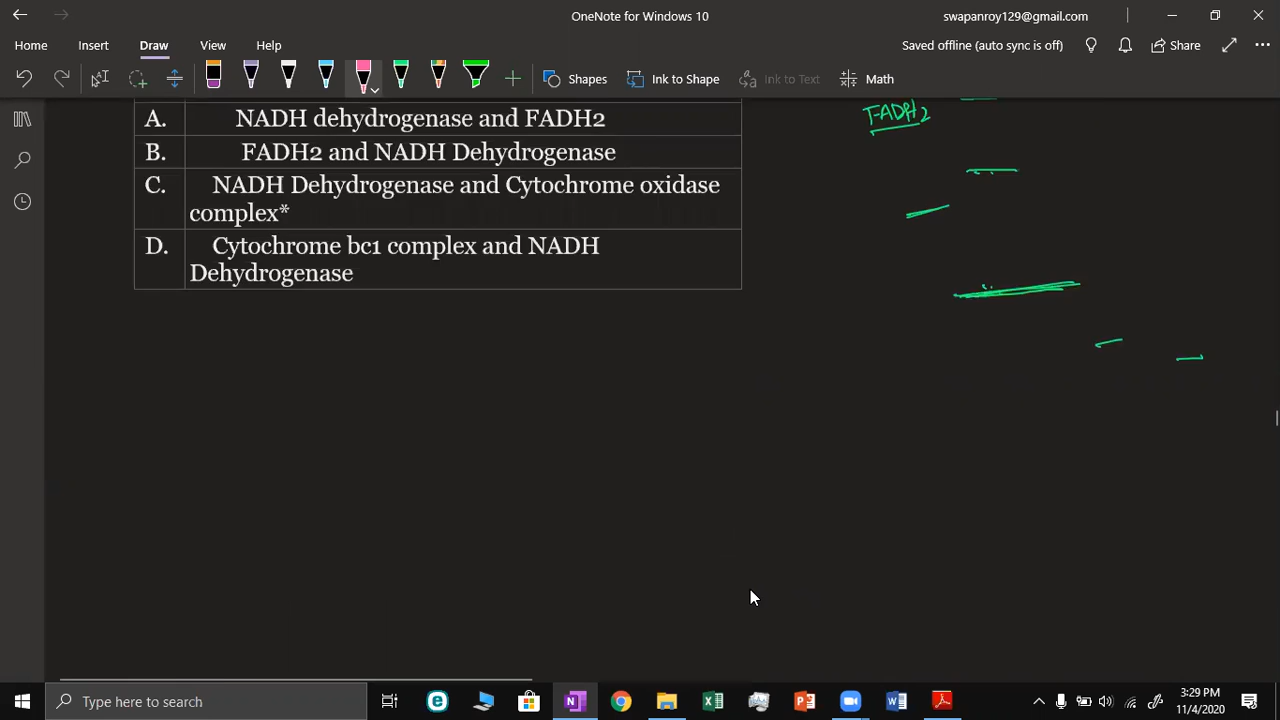 OneNote for Windows 10
swapanroy129@gmail.com
Home Insert Draw View Help
Saved offline (auto sync is off)
Share
Shapes
Ink to Shape
Ink to Text
Math
A. NADH dehydrogenase and FADH2
B. FADH2 and NADH Dehydrogenase
C. NADH Dehydrogenase and Cytochrome oxidase
complex*
D. Cytochrome bc1 complex and NADH
Dehydrogenase
FADH2
Type here to search
3:29 PM
11/4/2020